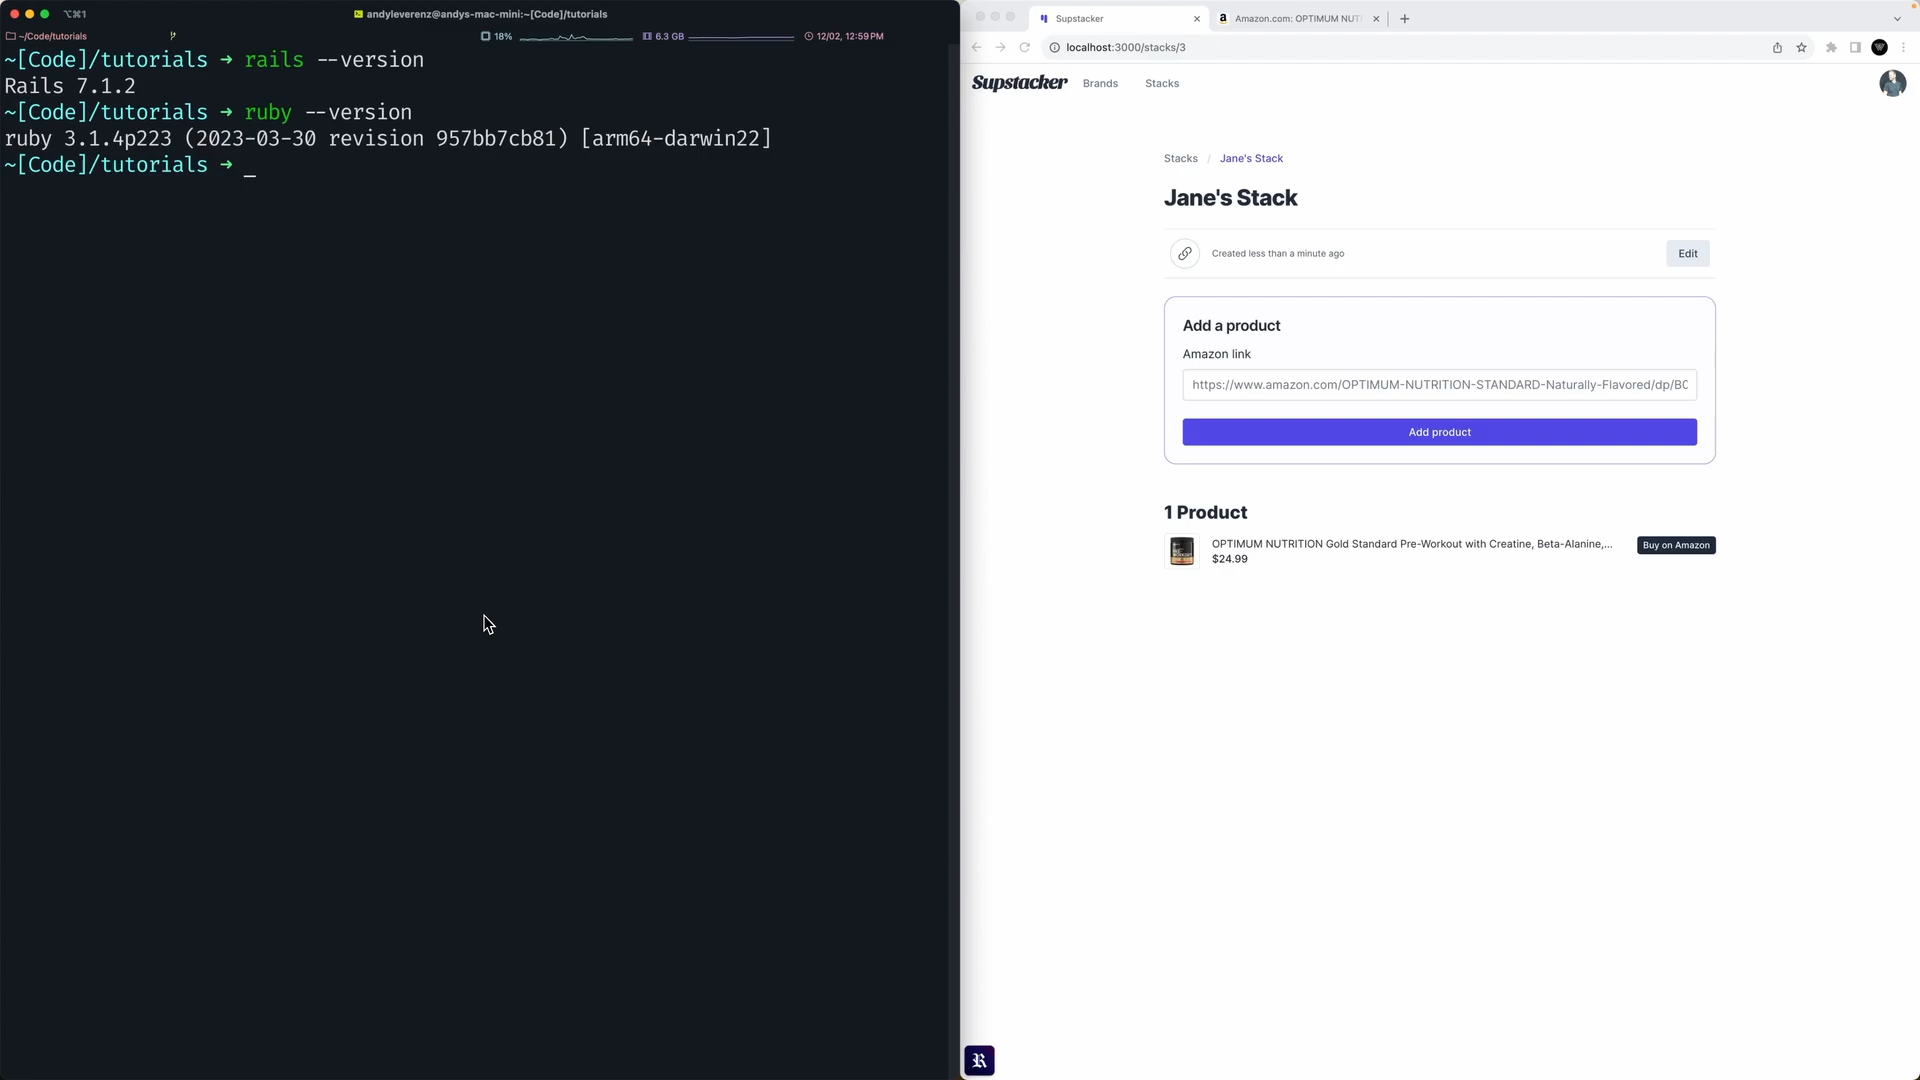 ⌥⌘1
andyleverenz@andys-mac-mini:~[Code]/tutorials
~/Code/tutorials
18%
6.3 GB
12/02, 12:59 PM
~[Code]/tutorials → rails --version
Rails 7.1.2
~[Code]/tutorials → ruby --version
ruby 3.1.4p223 (2023-03-30 revision 957bb7cb81) [arm64-darwin22]
~[Code]/tutorials → _
Supstacker
Amazon.com: OPTIMUM NUT
localhost:3000/stacks/3
Supstacker
Brands
Stacks
Stacks / Jane's Stack
Jane's Stack
Created less than a minute ago
Edit
Add a product
Amazon link
https://www.amazon.com/OPTIMUM-NUTRITION-STANDARD-Naturally-Flavored/dp/B
Add product
1 Product
OPTIMUM NUTRITION Gold Standard Pre-Workout with Creatine, Beta-Alanine,...
$24.99
Buy on Amazon
R